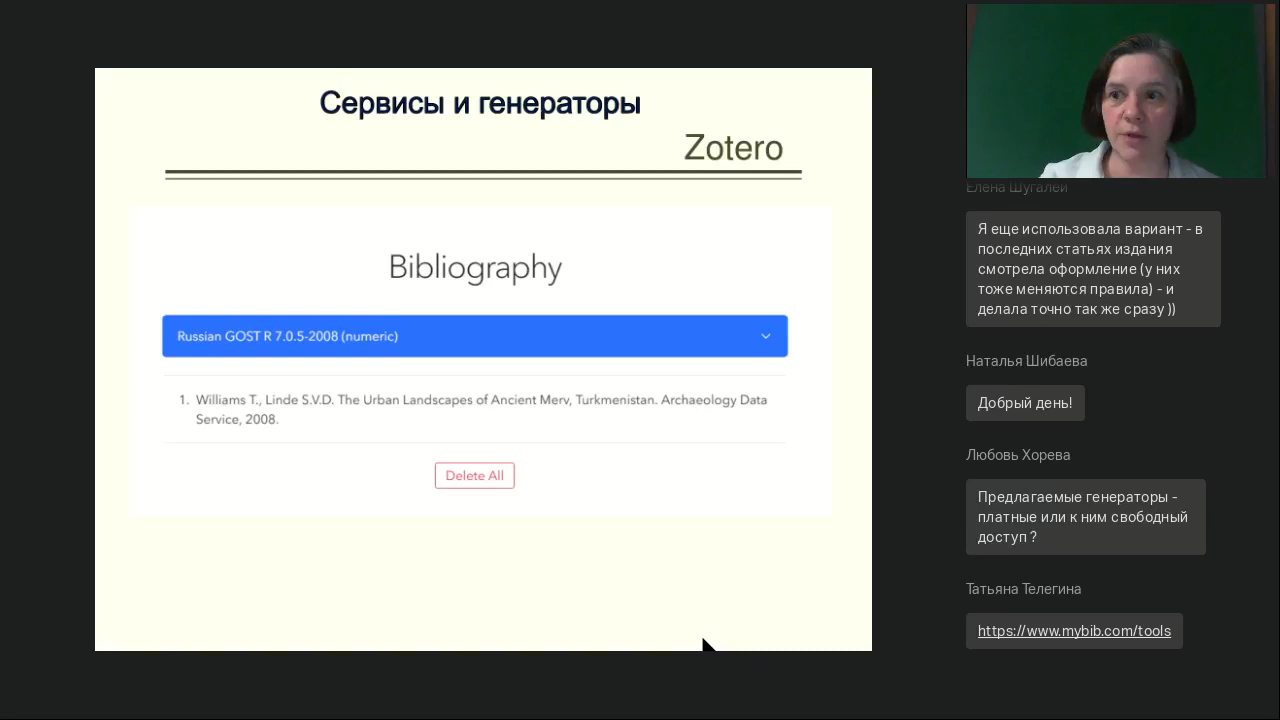 Сервисы и генераторы
Zotero
Bibliography
Russian GOST R 7.0.5-2008 (numeric)
1. Williams T., Linde S.V.D. The Urban Landscapes of Ancient Merv, Turkmenistan. Archaeology Data
Service, 2008.
Delete All
Елена Шугалей
Я еще использовала вариант - в
последних статьях издания
смотрела оформление (у них
тоже меняются правила) - и
делала точно так же сразу ))
Наталья Шибаева
Добрый день!
Любовь Хорева
Предлагаемые генераторы -
платные или к ним свободный
доступ ?
Татьяна Телегина
https://www.mybib.com/tools